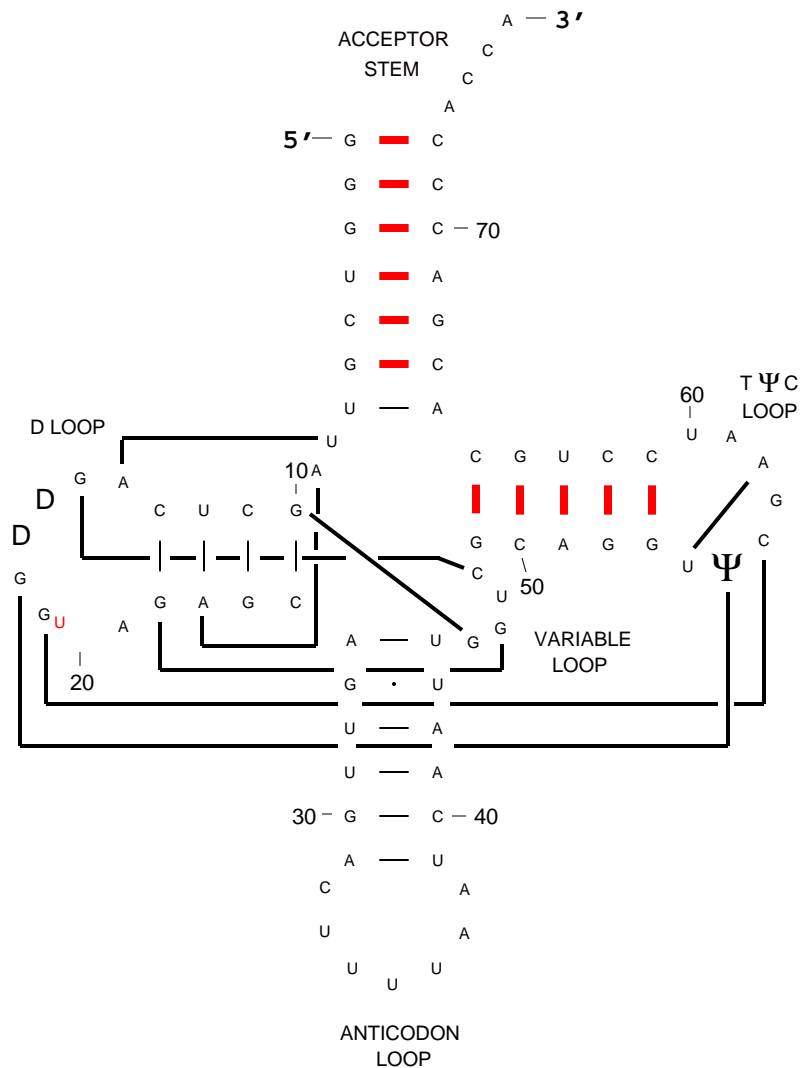 A — 3′
ACCEPTOR
STEM
C
C
A
5′ — G C
G C
G C — 70
U A
C G
G C
U A
60
T Ψ C
LOOP
D LOOP
U
U A
C G U C C
10 A
G A
A
D
C U C G
G
D
G C A G G
C
U Ψ
G
C
50
U
G A G C
G U
A
G
G
A U
VARIABLE
LOOP
20
G · U
U A
U A
30 — G C — 40
A U
C A
U A
U U
U
ANTICODON
LOOP